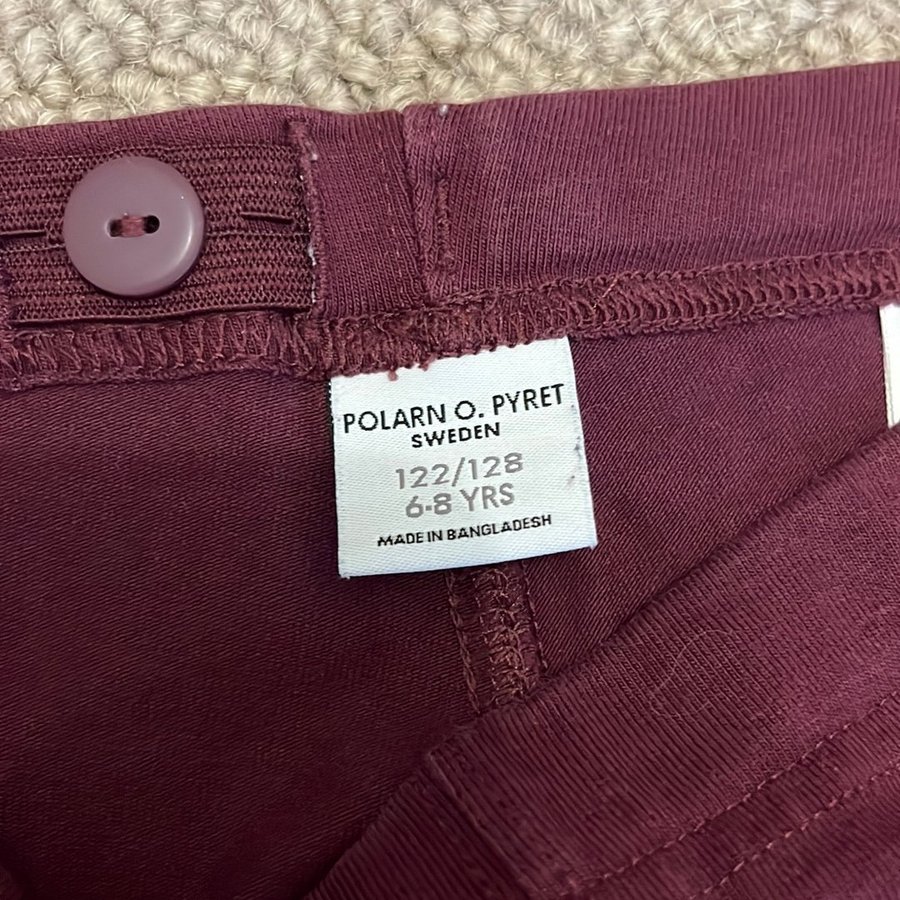 POLARN O. PYRET
SWEDEN
122/128
6-8 YRS
MADE IN BANGLADESH